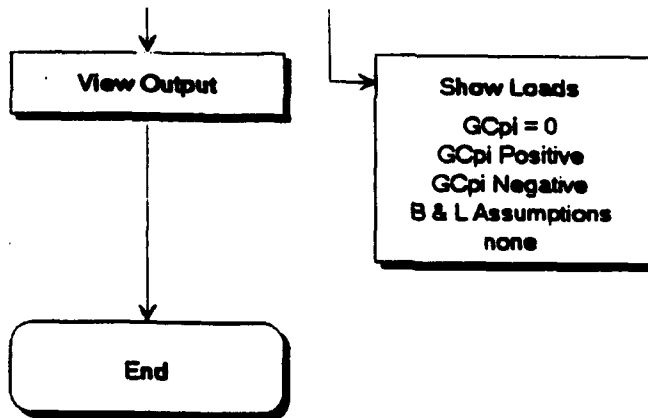 View Output
Show Loads
GCpi = 0
GCpi Positive
GCpi Negative
B & L Assumptions
none
End